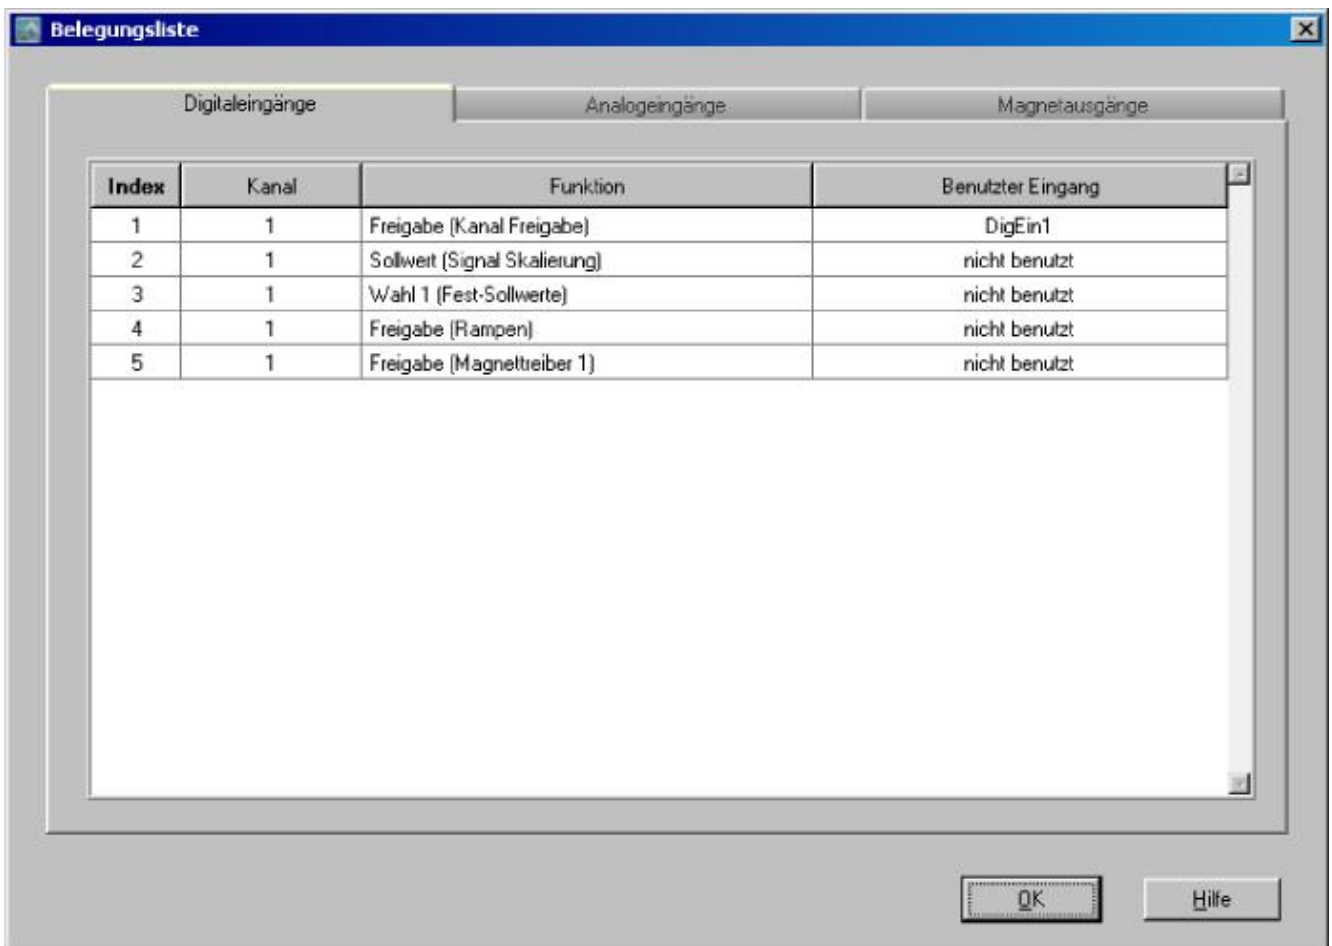 Belegungsliste
Digitaleingänge Analogeingänge Magnetausgänge
Index Kanal Funktion Benutzter Eingang
1 1 Freigabe (Kanal Freigabe) DigEin1
2 1 Sollwert (Signal Skalierung) nicht benutzt
3 1 Wahl 1 (Fest-Sollwerte) nicht benutzt
4 1 Freigabe (Rampen) nicht benutzt
5 1 Freigabe (Magnettreiber 1) nicht benutzt
OK Hilfe